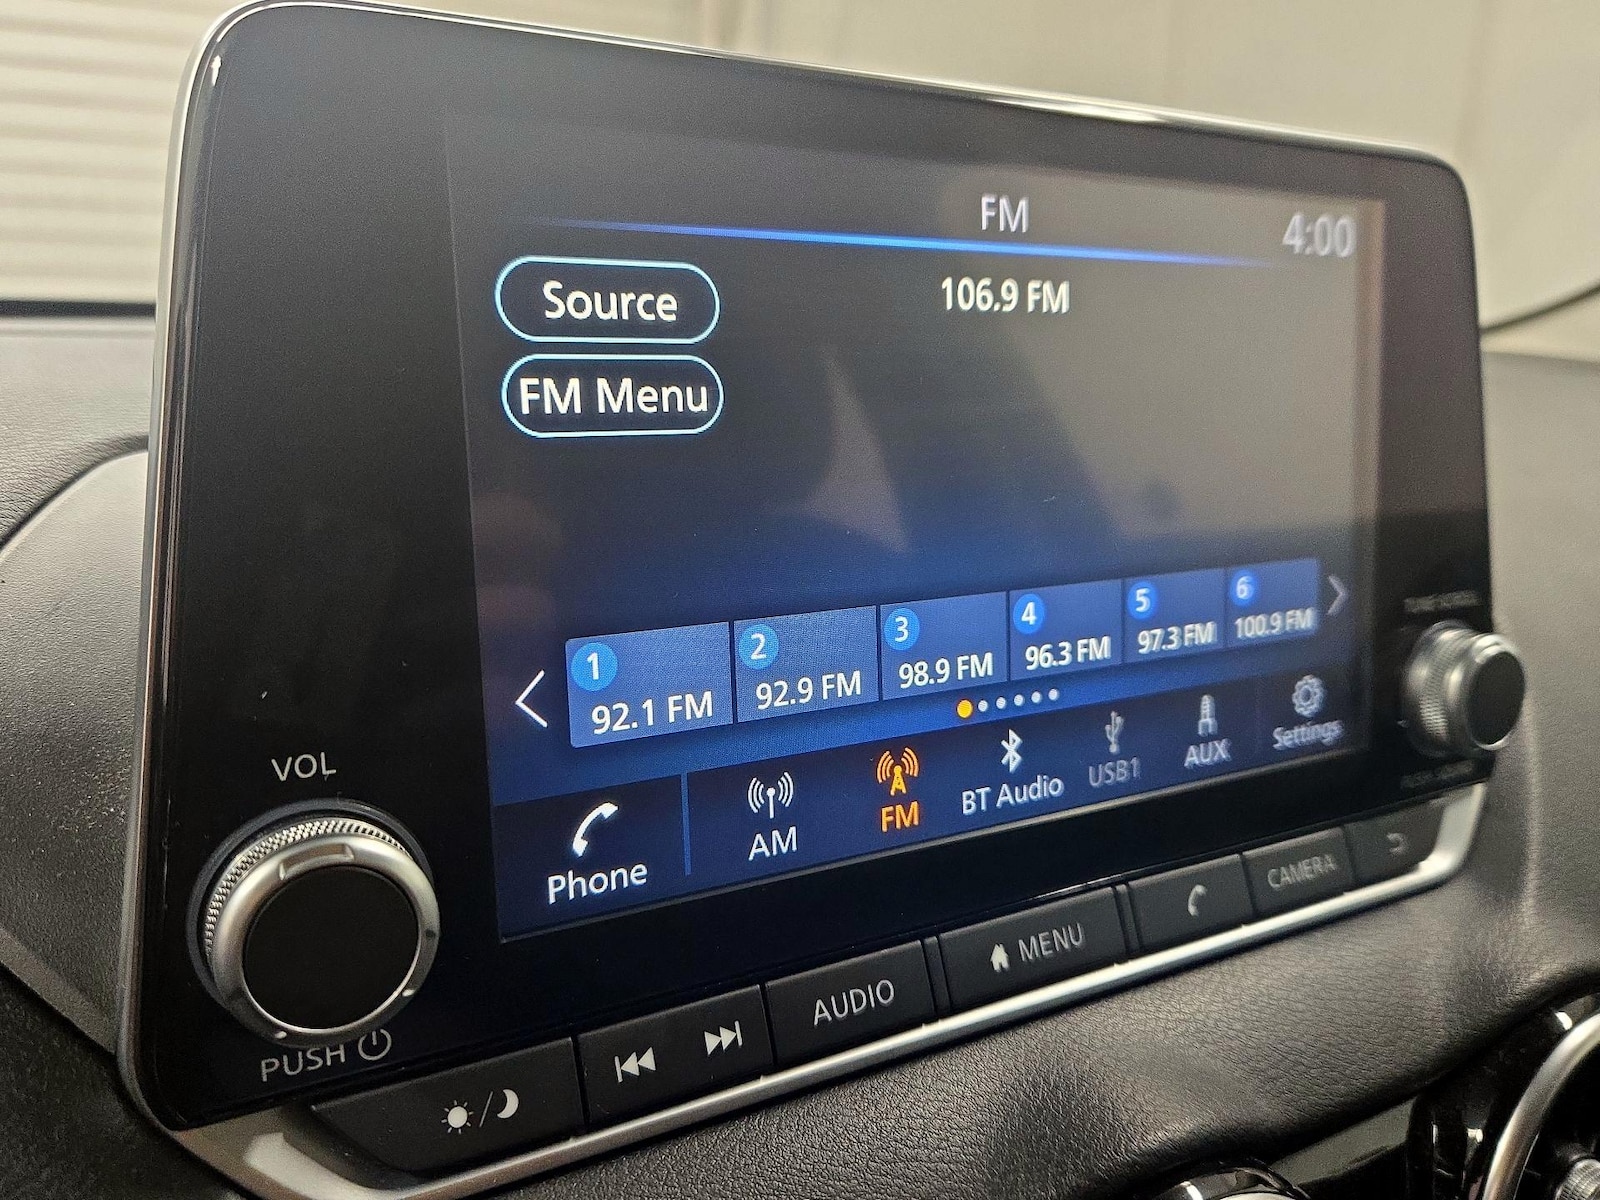 FM
4:00
Source
106.9 FM
FM Menu
1
92.1 FM
2
92.9 FM
3
98.9 FM
4
96.3 FM
5
97.3 FM
6
100.9 FM
Phone
AM
FM
BT Audio
USB1
AUX
Settings
VOL
PUSH
AUDIO
MENU
CAMERA